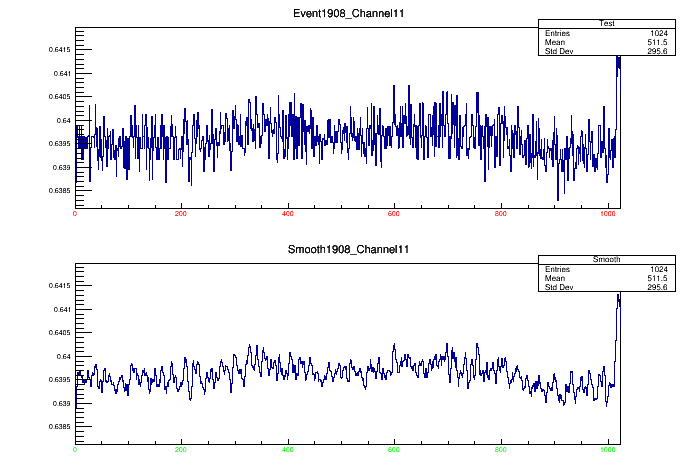 Event1908_Channel11
Test
Entries 1024
Mean 511.5
Std Dev 295.6
0.6415
0.641
0.6405
0.64
0.6395
0.639
0.6385
0 200 400 600 800 1000
Smooth1908_Channel11
Smooth
Entries 1024
Mean 511.5
Std Dev 295.6
0.6415
0.641
0.6405
0.64
0.6395
0.639
0.6385
0 200 400 600 800 1000